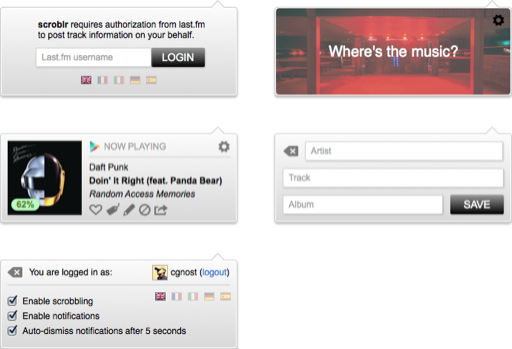 scroblr requires authorization from last.fm
to post track information on your behalf.
Last.fm username
LOGIN
Where's the music?
NOW PLAYING
Daft Punk
Doin' It Right (feat. Panda Bear)
Random Access Memories
62%
Artist
Track
Album
SAVE
You are logged in as:
cgnost (logout)
Enable scrobbling
Enable notifications
Auto-dismiss notifications after 5 seconds